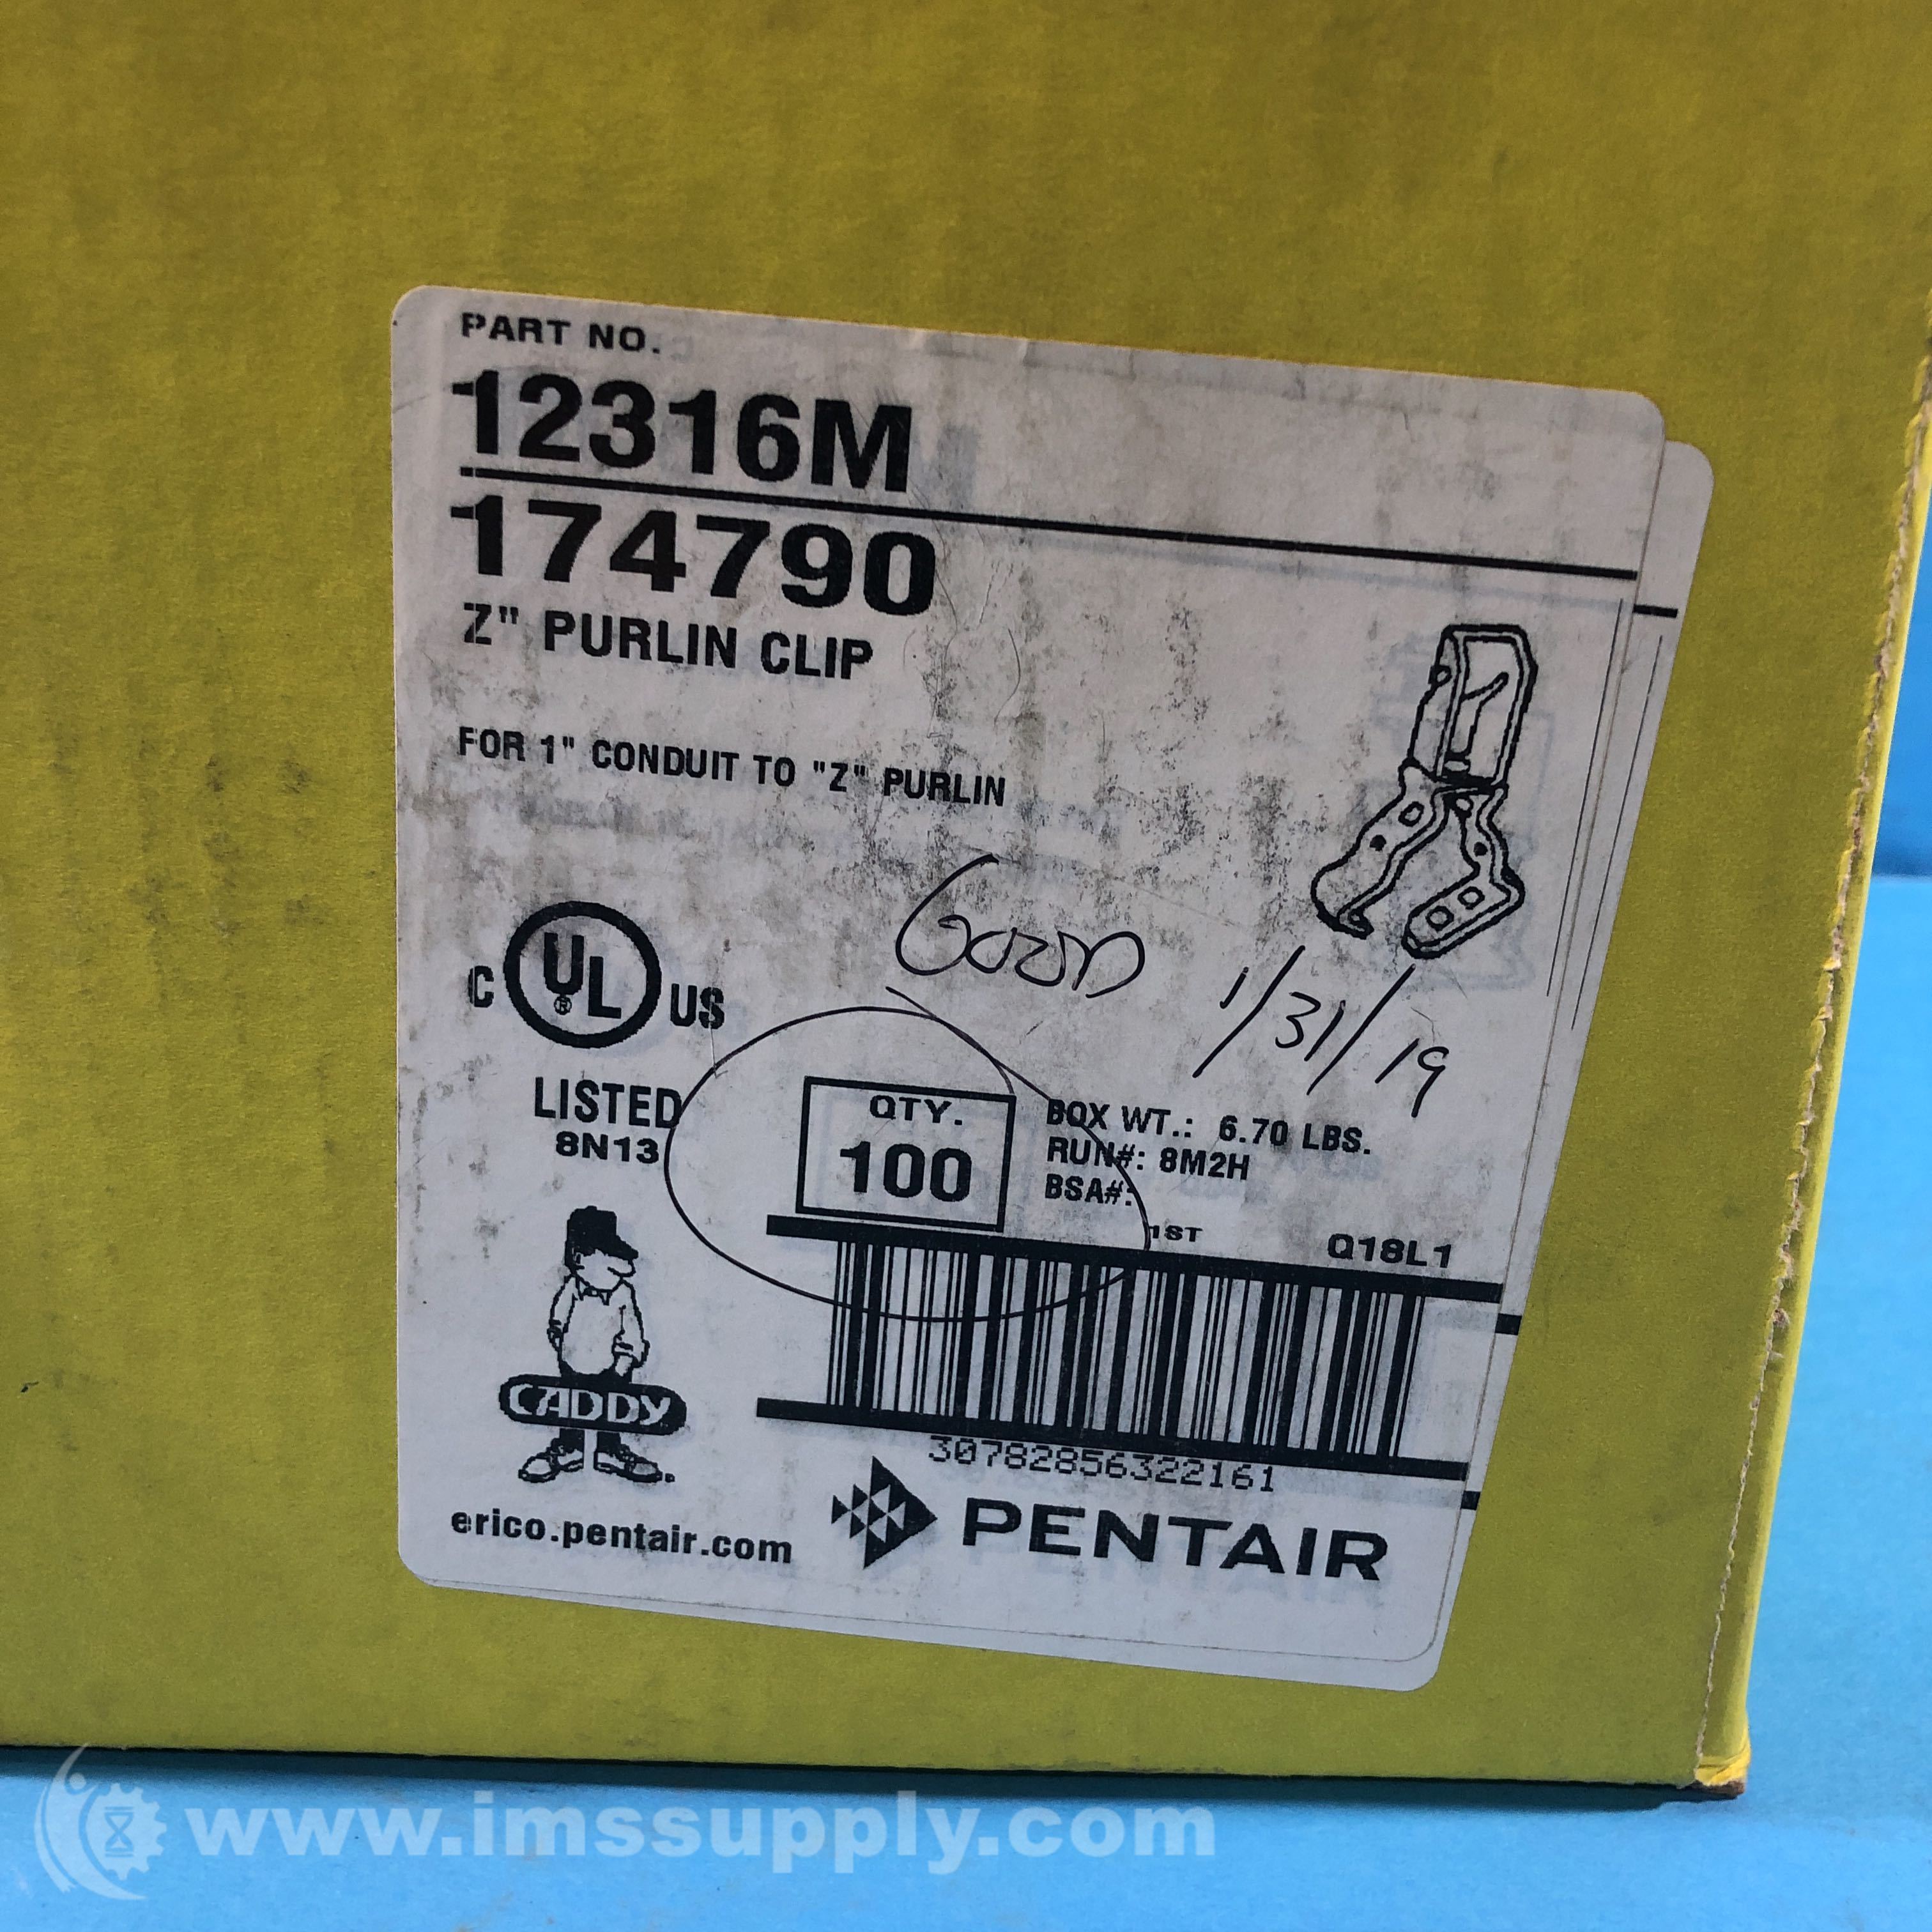 PART NO.
12316M
174790
Z" PURLIN CLIP
FOR 1" CONDUIT TO "Z" PURLIN
GOOD
1/31/19
C UL ® US
LISTED
8N13
QTY.
100
BOX WT.: 6.70 LBS.
RUN#: 8M2H
BSA#:
1ST Q18L1
30782856322161
CADDY
erico.pentair.com
PENTAIR
www.imssupply.com